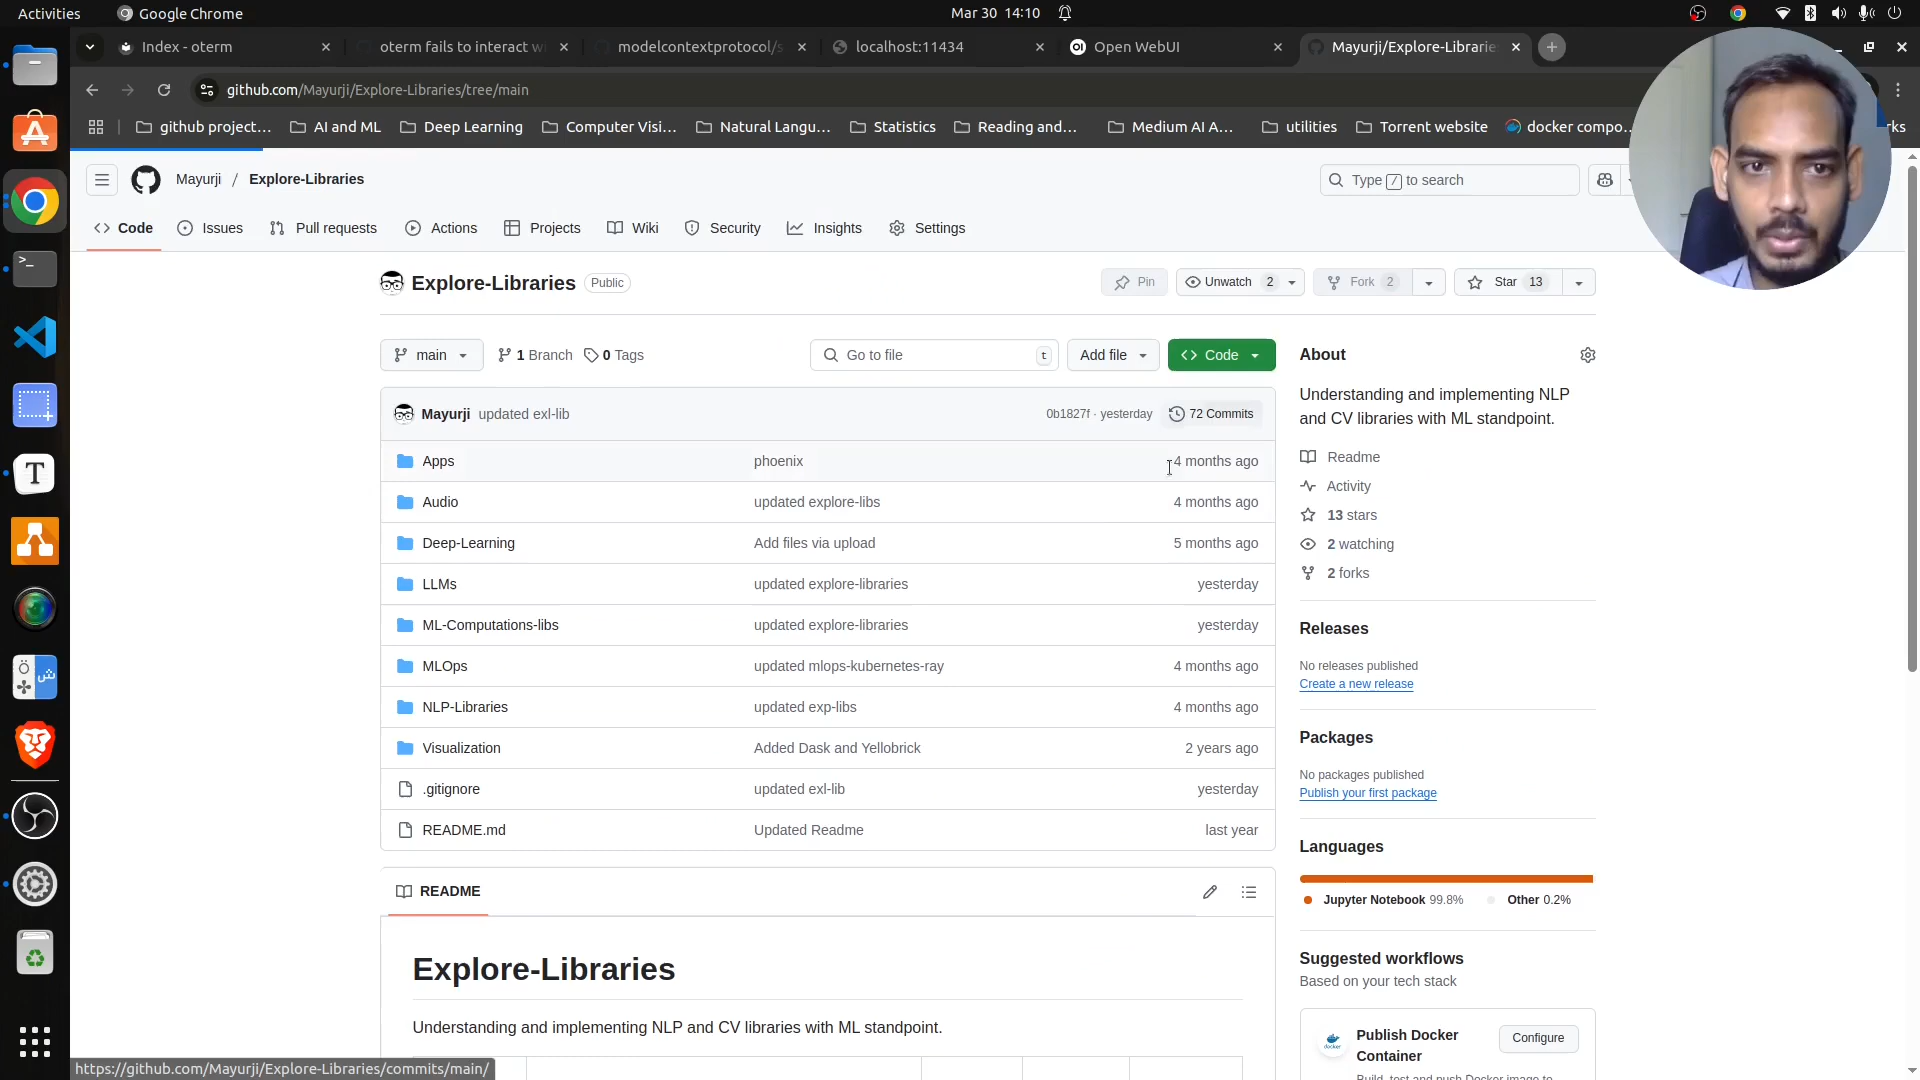 Activities
Google Chrome
Mar 30 14:10
Index - oterm
oterm fails to interact w
modelcontextprotocol/s
localhost:11434
Open WebUI
Mayurji/Explore-Librarie
github.com/Mayurji/Explore-Libraries/tree/main
github project...
AI and ML
Deep Learning
Computer Visi...
Natural Langu...
Statistics
Reading and...
Medium AI A...
utilities
Torrent website
docker compo...
rks
Mayurji / Explore-Libraries
Type / to search
Code
Issues
Pull requests
Actions
Projects
Wiki
Security
Insights
Settings
Explore-Libraries Public
Pin
Unwatch 2
Fork 2
Star 13
main
1 Branch
0 Tags
Go to file t
Add file
Code
Mayurji updated exl-lib 0b1827f · yesterday 72 Commits
Apps phoenix 4 months ago
Audio updated explore-libs 4 months ago
Deep-Learning Add files via upload 5 months ago
LLMs updated explore-libraries yesterday
ML-Computations-libs updated explore-libraries yesterday
MLOps updated mlops-kubernetes-ray 4 months ago
NLP-Libraries updated exp-libs 4 months ago
Visualization Added Dask and Yellobrick 2 years ago
.gitignore updated exl-lib yesterday
README.md Updated Readme last year
README
Explore-Libraries
Understanding and implementing NLP and CV libraries with ML standpoint.
About
Understanding and implementing NLP
and CV libraries with ML standpoint.
Readme
Activity
13 stars
2 watching
2 forks
Releases
No releases published
Create a new release
Packages
No packages published
Publish your first package
Languages
Jupyter Notebook 99.8%
Other 0.2%
Suggested workflows
Based on your tech stack
Publish Docker
Container
Configure
docker
Build, test and push Docker image to
https://github.com/Mayurji/Explore-Libraries/commits/main/